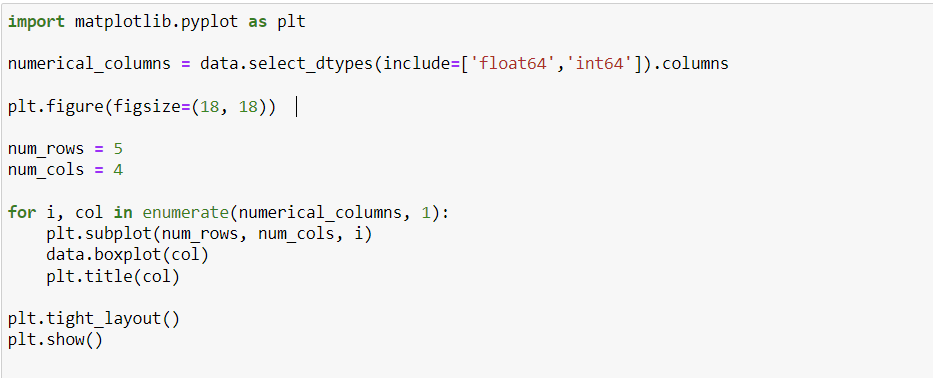 import matplotlib.pyplot as plt
numerical_columns = data.select_dtypes(include=['float64','int64']).columns
plt.figure(figsize=(18, 18))
num_rows = 5
num_cols = 4
for i, col in enumerate(numerical_columns, 1):
    plt.subplot(num_rows, num_cols, i)
    data.boxplot(col)
    plt.title(col)
plt.tight_layout()
plt.show()